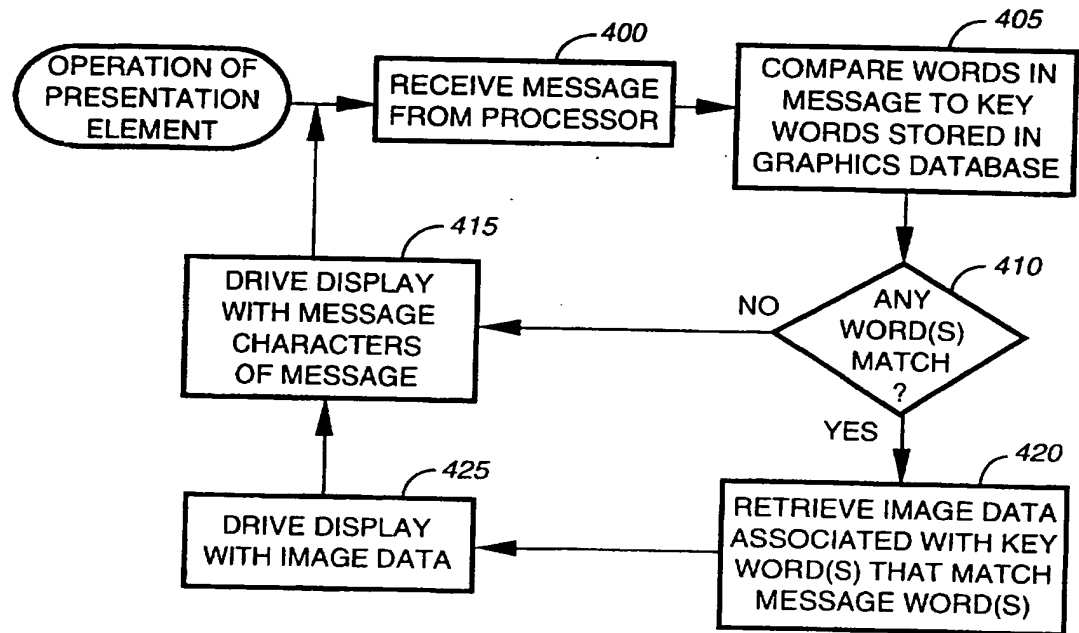 OPERATION OF
PRESENTATION
ELEMENT
400
RECEIVE MESSAGE
FROM PROCESSOR
405
COMPARE WORDS IN
MESSAGE TO KEY
WORDS STORED IN
GRAPHICS DATABASE
410
ANY
WORD(S)
MATCH
?
NO
YES
415
DRIVE DISPLAY
WITH MESSAGE
CHARACTERS
OF MESSAGE
420
RETRIEVE IMAGE DATA
ASSOCIATED WITH KEY
WORD(S) THAT MATCH
MESSAGE WORD(S)
425
DRIVE DISPLAY
WITH IMAGE DATA